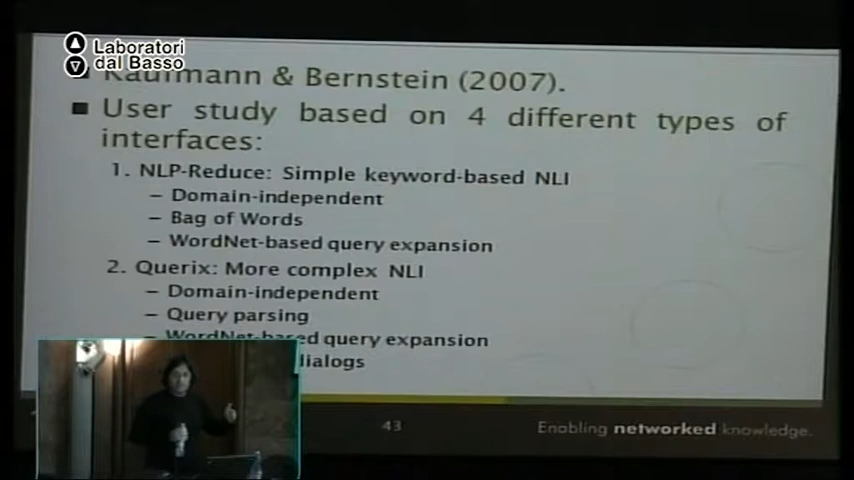 Laboratori
dal Basso
Kaufmann & Bernstein (2007).
User study based on 4 different types of
interfaces:
1. NLP-Reduce: Simple keyword-based NLI
– Domain-independent
– Bag of Words
– WordNet-based query expansion
2. Querix: More complex NLI
– Domain-independent
– Query parsing
– WordNet-based query expansion
dialogs
43
Enabling networked knowledge.